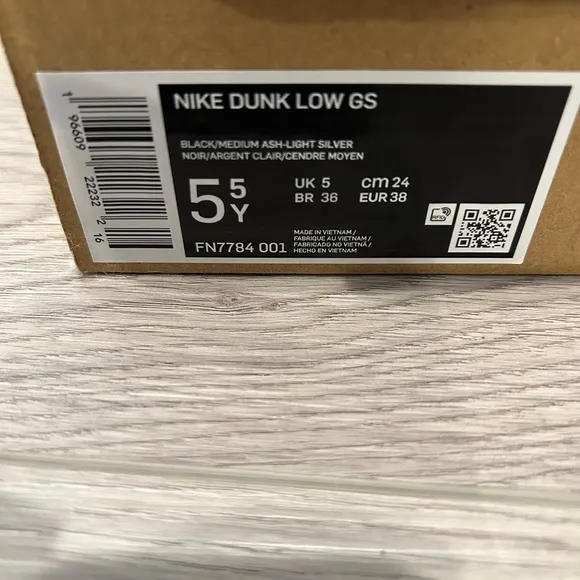 NIKE DUNK LOW GS
BLACK/MEDIUM ASH-LIGHT SILVER
NOIR/ARGENT CLAIR/CENDRE MOYEN
5 5 Y
UK 5 cm 24
BR 36 EUR 38
FN7784 001
MADE IN VIETNAM /
FABRIQUE AU VIETNAM /
FABRICADO NO VIETNÃ /
HECHO EN VIETNAM
RFID
1 96609 22232 2 16